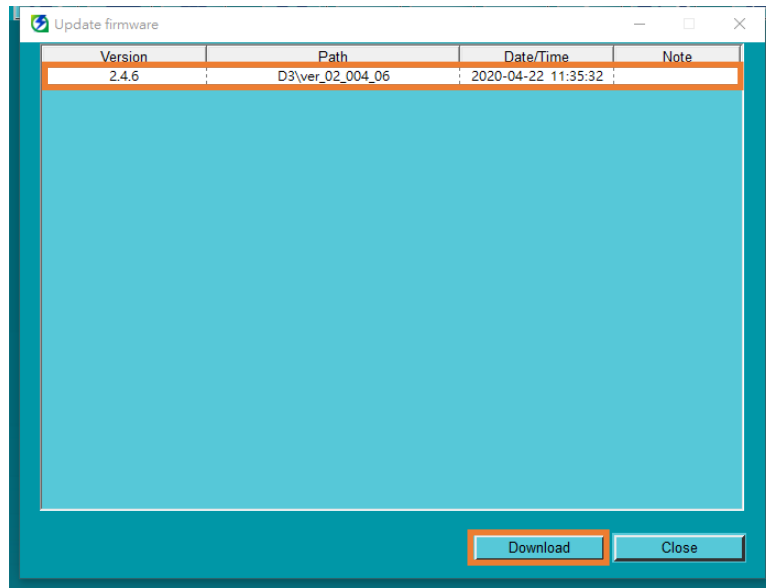 Update firmware
Version Path Date/Time Note
2.4.6 D3\ver_02_004_06 2020-04-22 11:35:32
Download Close